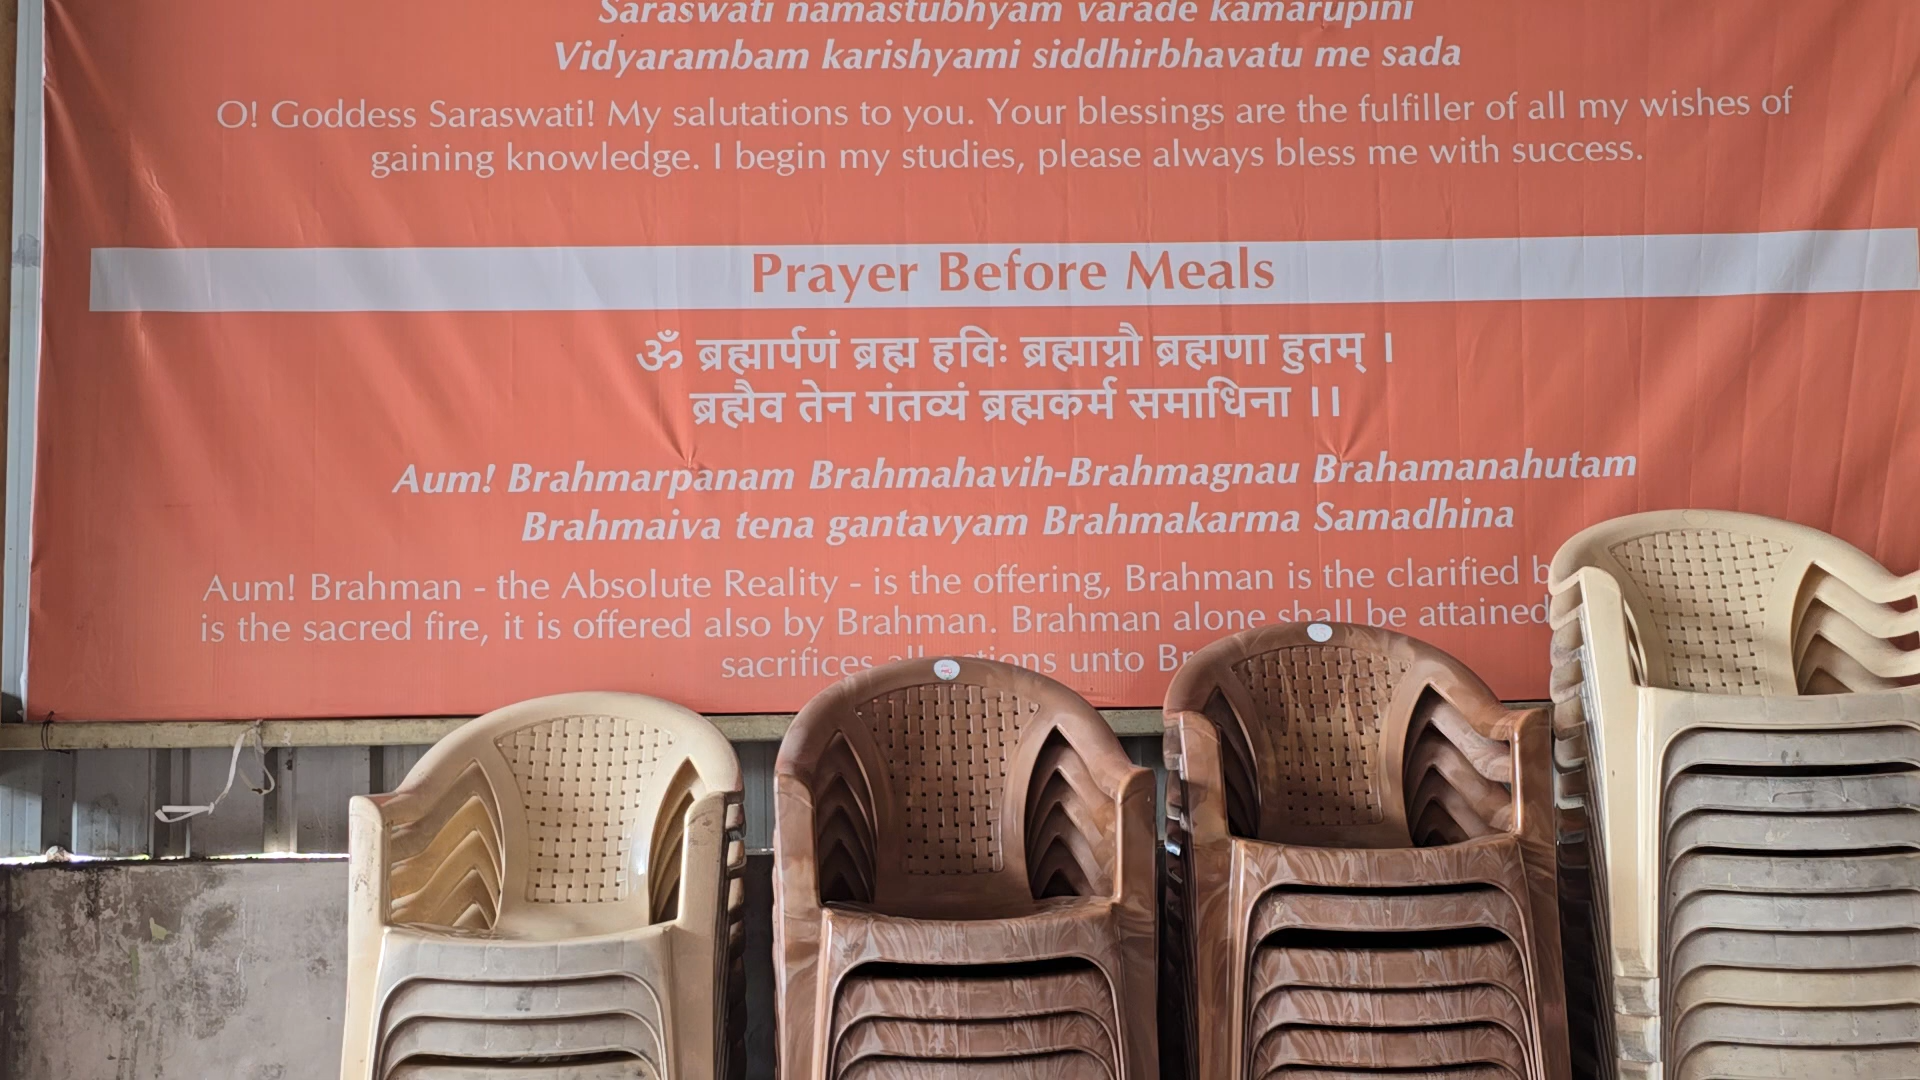 Saraswati namastubhyam varade kamarupini
Vidyarambam karishyami siddhirbhavatu me sada
O! Goddess Saraswati! My salutations to you. Your blessings are the fulfiller of all my wishes of
gaining knowledge. I begin my studies, please always bless me with success.
Prayer Before Meals
ॐ ब्रह्मार्पणं ब्रह्म हविः ब्रह्माग्नौ ब्रह्मणा हुतम् ।
ब्रह्मैव तेन गंतव्यं ब्रह्मकर्म समाधिना ।।
Aum! Brahmarpanam Brahmahavih-Brahmagnau Brahamanahutam
Brahmaiva tena gantavyam Brahmakarma Samadhina
Aum! Brahman - the Absolute Reality - is the offering, Brahman is the clarified
is the sacred fire, it is offered also by Brahman. Brahman alone shall be attained
sacrifices unto